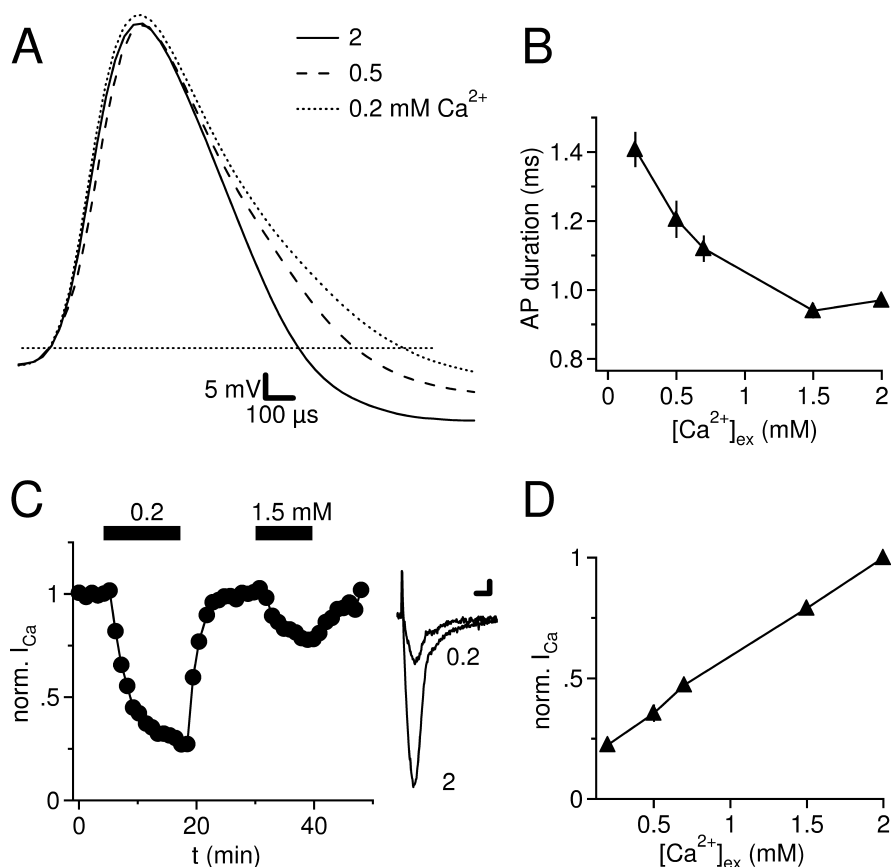 A
2
0.5
0.2 mM Ca²⁺
5 mV
100 µs
B
AP duration (ms)
1.4
1.2
1.0
0.8
0
0.5
1
1.5
2
[Ca²⁺]ex (mM)
C
0.2
1.5 mM
norm. ICa
1
.5
0
0
20
40
t (min)
0.2
2
D
norm. ICa
1
.5
0
0.5
1
1.5
2
[Ca²⁺]ex (mM)